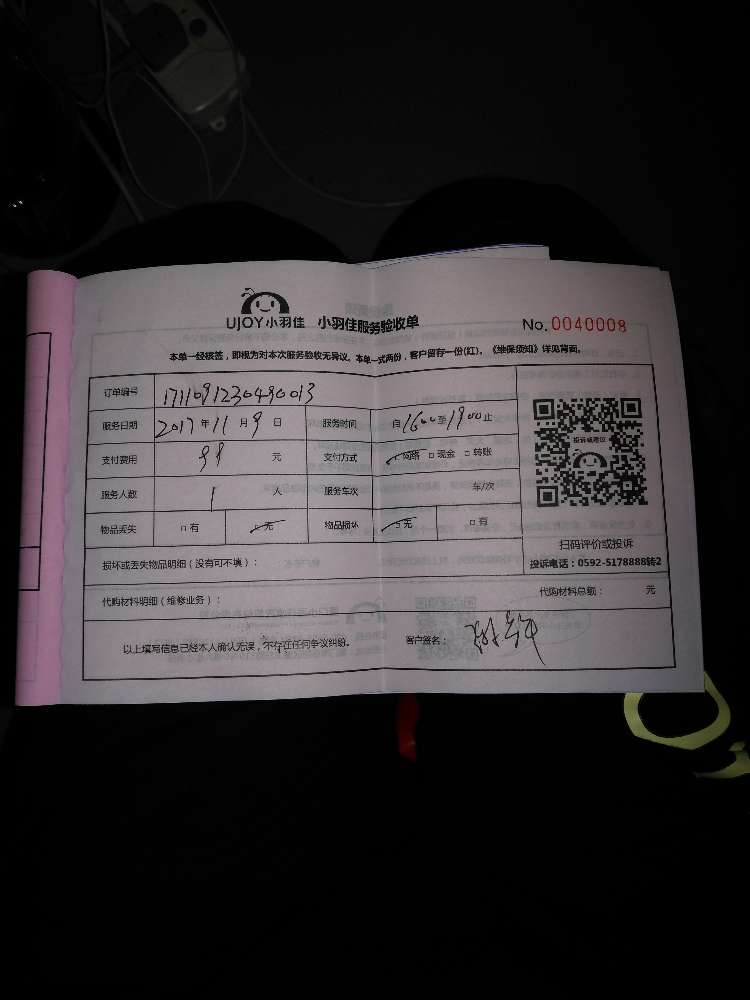 UJOY小羽佳 小羽佳服务验收单 No.0040008
本单一经核签，即视为对本次服务验收无异议。本单一式两份，客户留存一份(红)。《维保须知》详见背面。
订单编号 1711091230490013
服务日期 2017年11月9日 服务时间 自1600至1900止
支付费用 99 元 支付方式 □网络 □现金 □转账
服务人数 1 人 服务车次 车/次
物品丢失 □有 □无 物品损坏 □无 □有
投诉或建议
扫码评价或投诉
投诉电话：0592-5178888转2
损坏或丢失物品明细（没有可不填）：
代购材料明细（维修业务）： 代购材料总额： 元
以上填写信息已经本人确认无误，不存在任何争议纠纷。 客户签名：